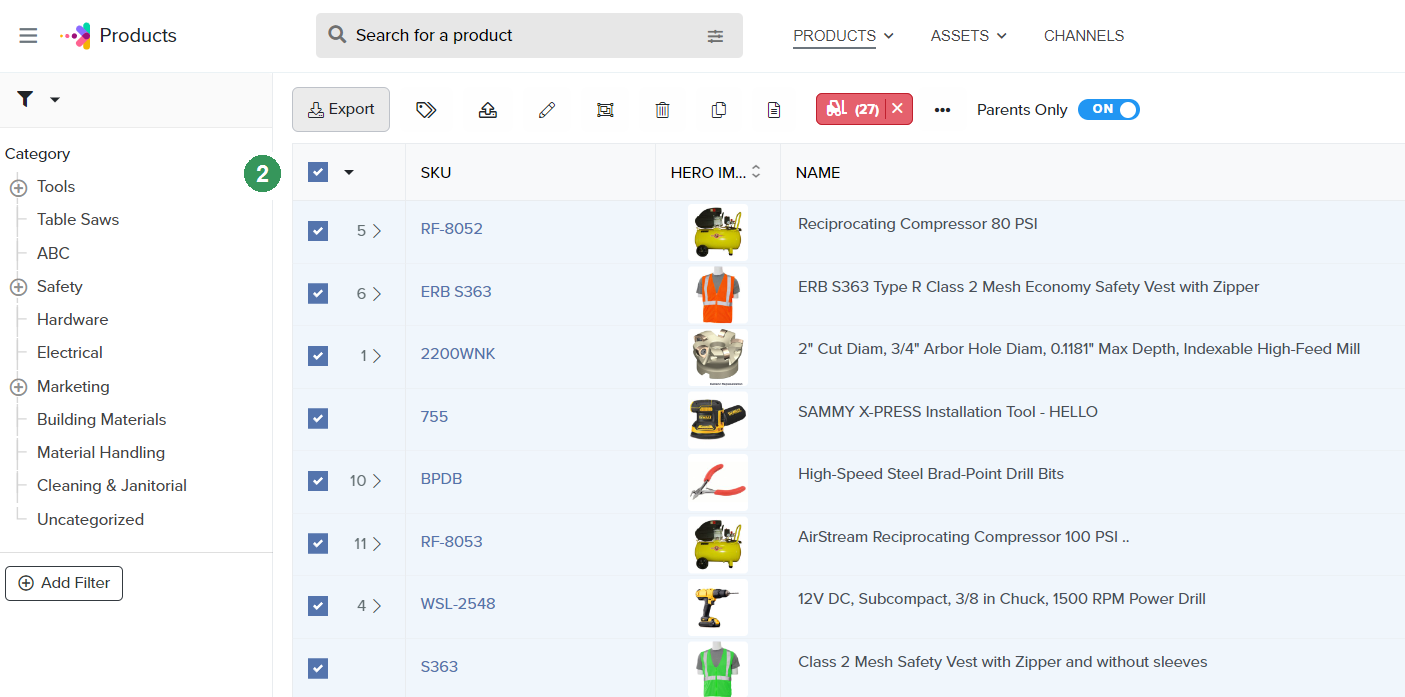 Products
Search for a product
PRODUCTS
ASSETS
CHANNELS
Export
(27)
Parents Only
ON
Category
Tools
Table Saws
ABC
Safety
Hardware
Electrical
Marketing
Building Materials
Material Handling
Cleaning & Janitorial
Uncategorized
Add Filter
2
SKU
HERO IM...
NAME
5
RF-8052
Reciprocating Compressor 80 PSI
6
ERB S363
ERB S363 Type R Class 2 Mesh Economy Safety Vest with Zipper
1
2200WNK
2" Cut Diam, 3/4" Arbor Hole Diam, 0.1181" Max Depth, Indexable High-Feed Mill
755
SAMMY X-PRESS Installation Tool - HELLO
10
BPDB
High-Speed Steel Brad-Point Drill Bits
11
RF-8053
AirStream Reciprocating Compressor 100 PSI ..
4
WSL-2548
12V DC, Subcompact, 3/8 in Chuck, 1500 RPM Power Drill
S363
Class 2 Mesh Safety Vest with Zipper and without sleeves